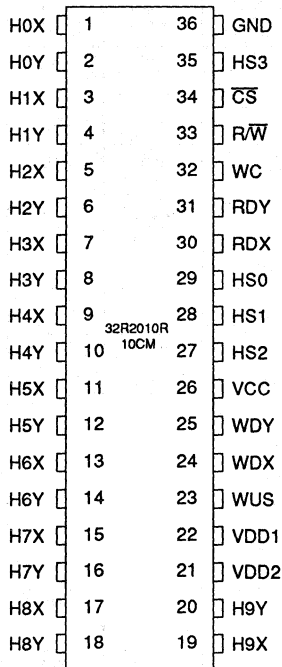 H0X 1 36 GND
H0Y 2 35 HS3
H1X 3 34 C̅S̅
H1Y 4 33 R/W̅
H2X 5 32 WC
H2Y 6 31 RDY
H3X 7 30 RDX
H3Y 8 29 HS0
H4X 9 28 HS1
32R2010R
10CM
H4Y 10 27 HS2
H5X 11 26 VCC
H5Y 12 25 WDY
H6X 13 24 WDX
H6Y 14 23 WUS
H7X 15 22 VDD1
H7Y 16 21 VDD2
H8X 17 20 H9Y
H8Y 18 19 H9X